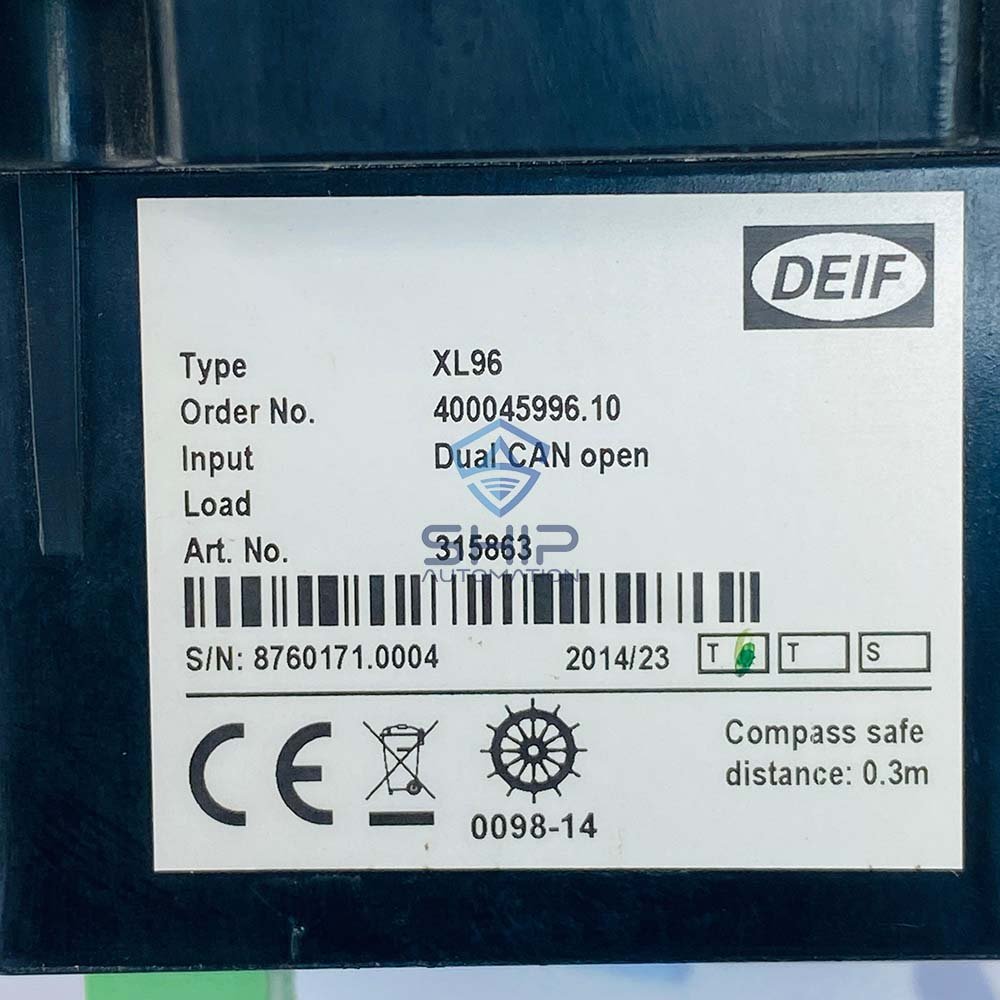 DEIF
Type XL96
Order No. 400045996.10
Input Dual CAN open
Load
Art. No. 315863
SHIP
AUTOMATION
S/N: 8760171.0004 2014/23 T T S
CE
0098-14
Compass safe
distance: 0.3m